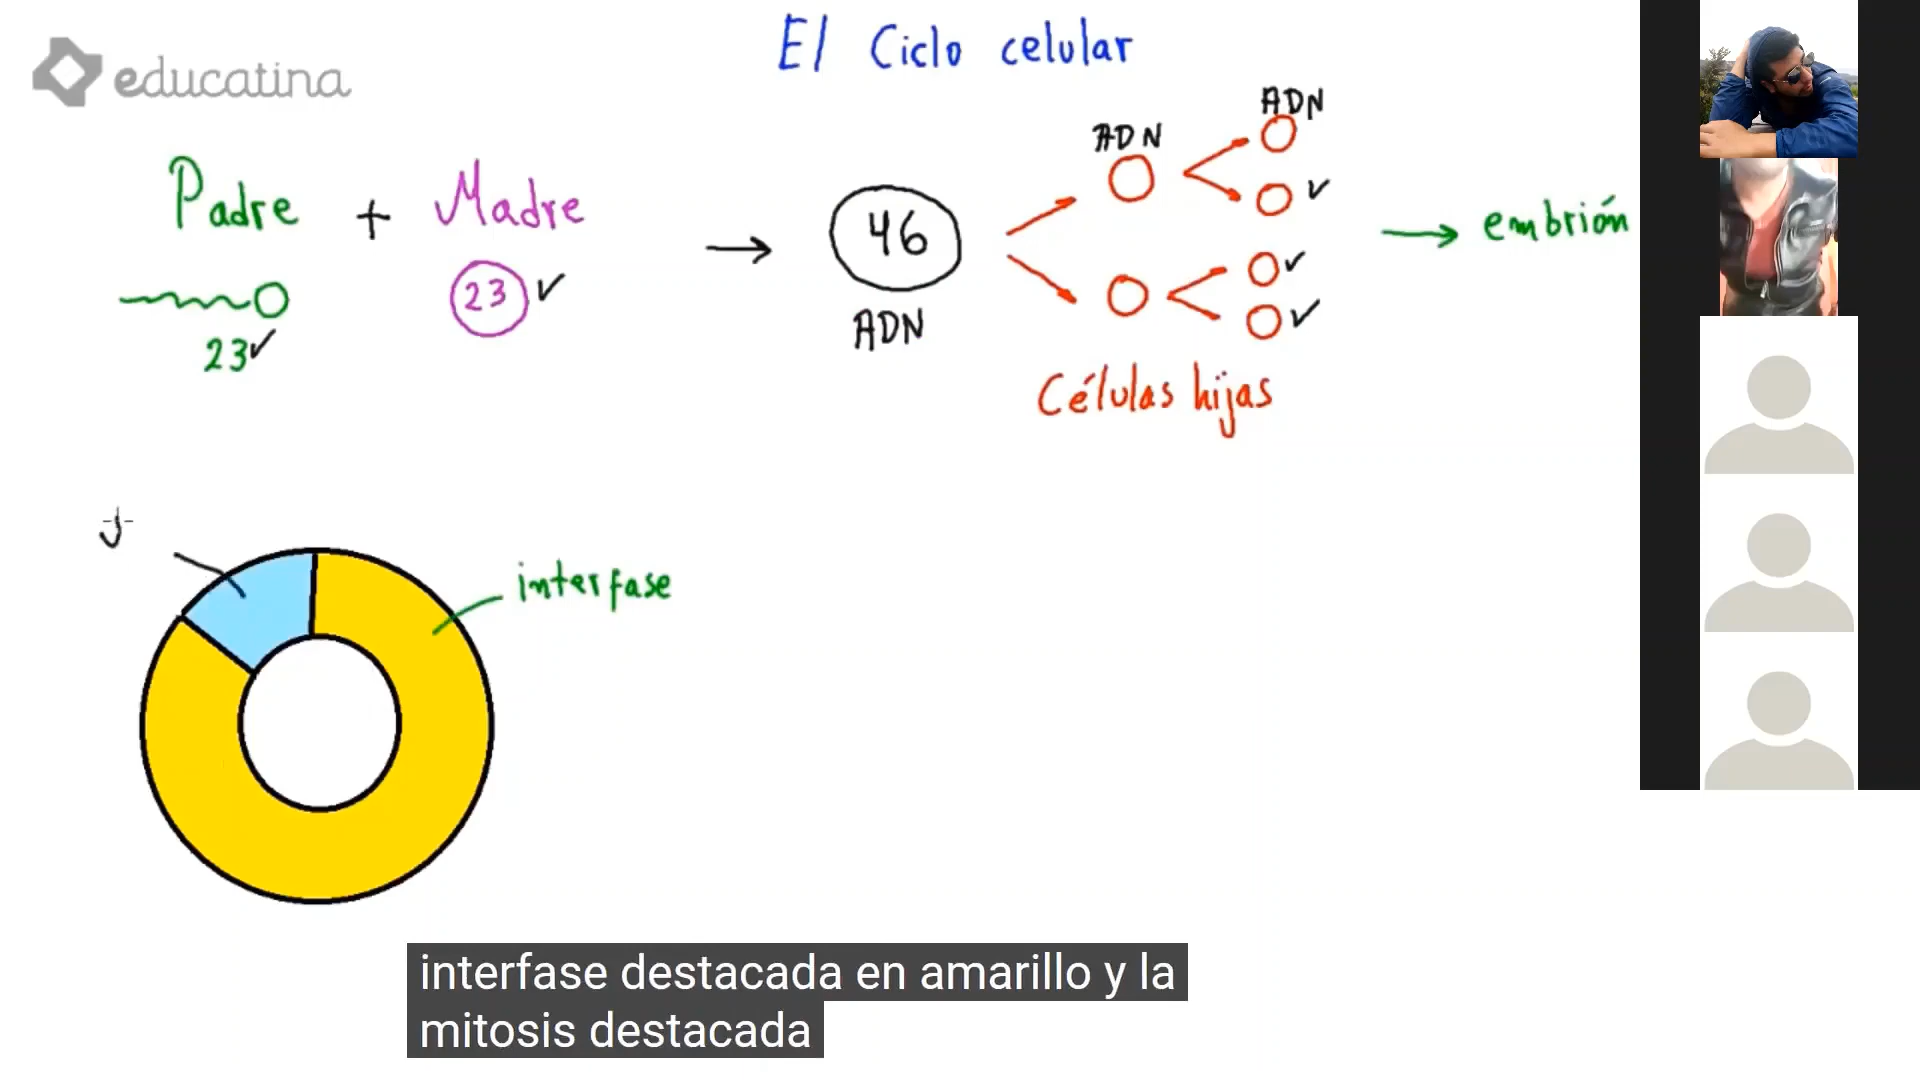 educatina
El Ciclo celular
Padre + Madre
23
23
46
ADN
ADN
ADN
Células hijas
embrión
interfase
interfase destacada en amarillo y la
mitosis destacada